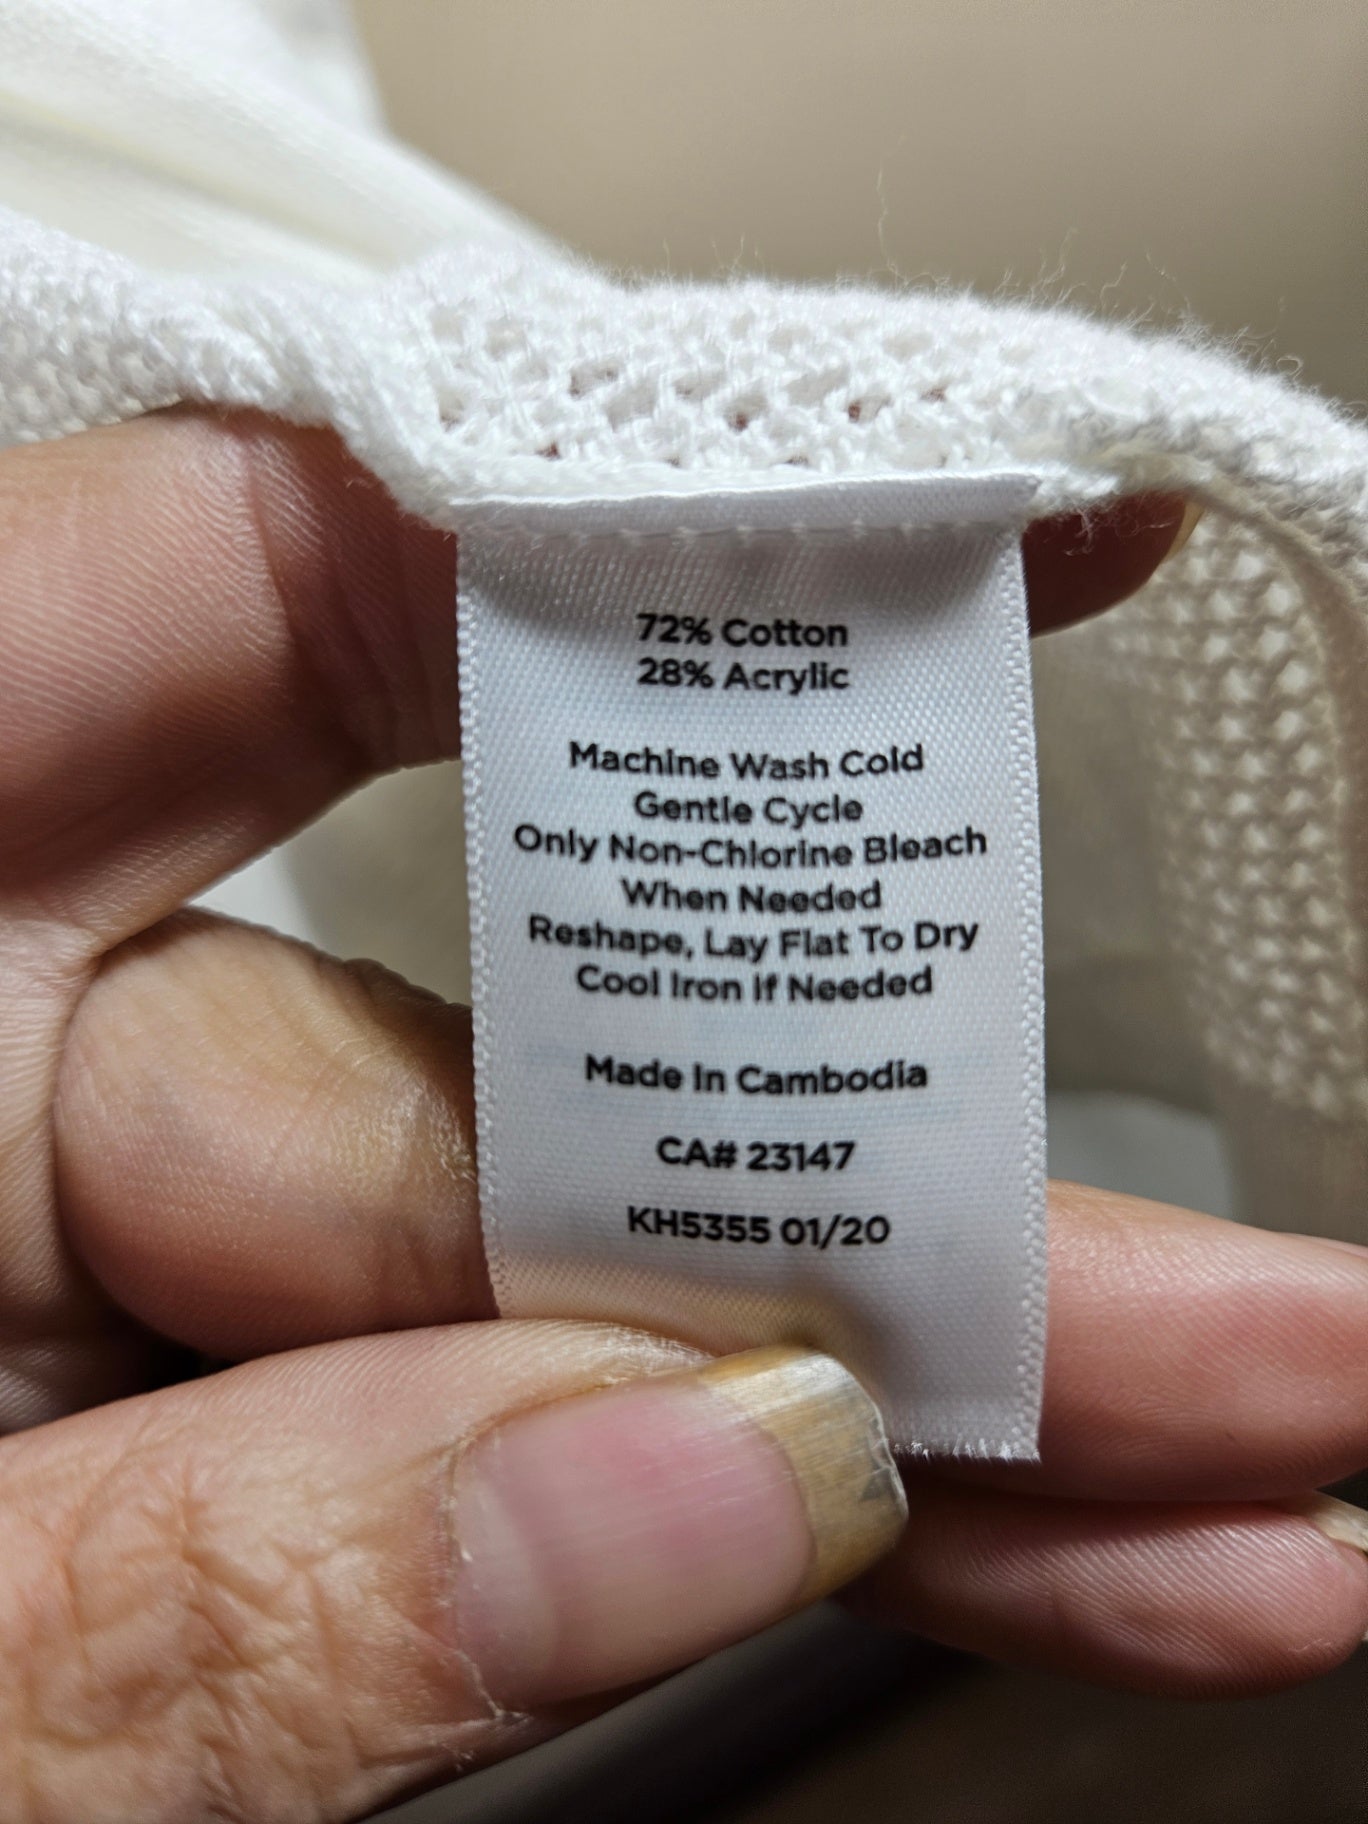 72% Cotton
28% Acrylic
Machine Wash Cold
Gentle Cycle
Only Non-Chlorine Bleach
When Needed
Reshape, Lay Flat To Dry
Cool Iron If Needed
Made In Cambodia
CA# 23147
KH5355 01/20